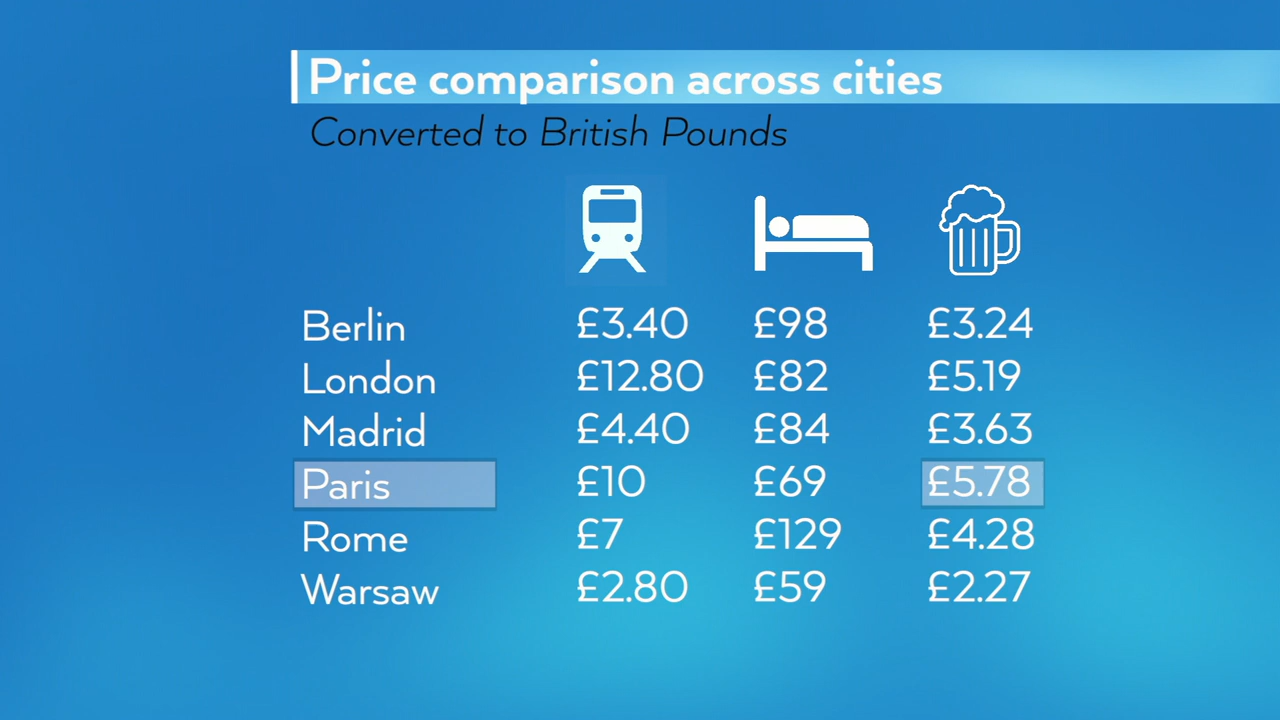 Price comparison across cities
Converted to British Pounds
Berlin £3.40 £98 £3.24
London £12.80 £82 £5.19
Madrid £4.40 £84 £3.63
Paris £10 £69 £5.78
Rome £7 £129 £4.28
Warsaw £2.80 £59 £2.27